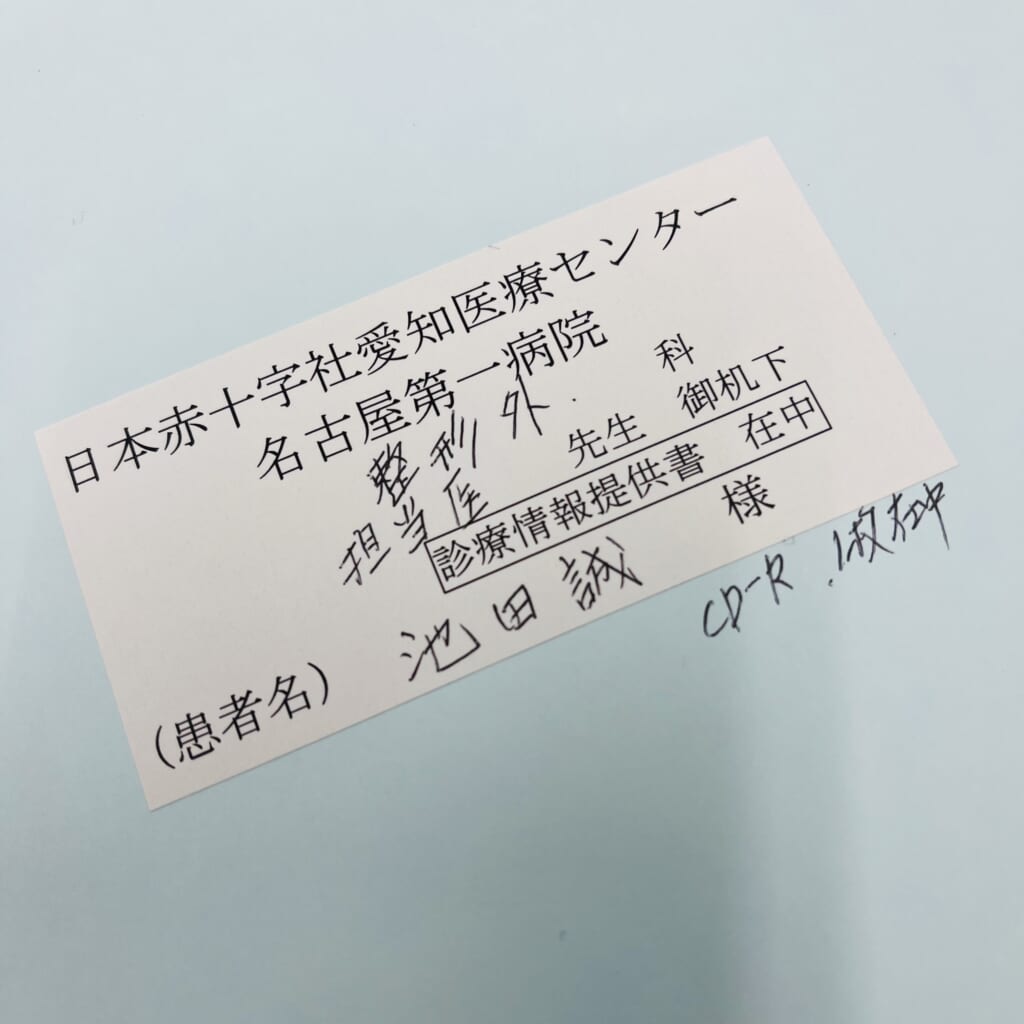 日本赤十字社愛知医療センター
名古屋第一病院
整形外 科
担当医 先生 御机下
診療情報提供書 在中
(患者名) 池田誠 様
CD-R 1枚在中